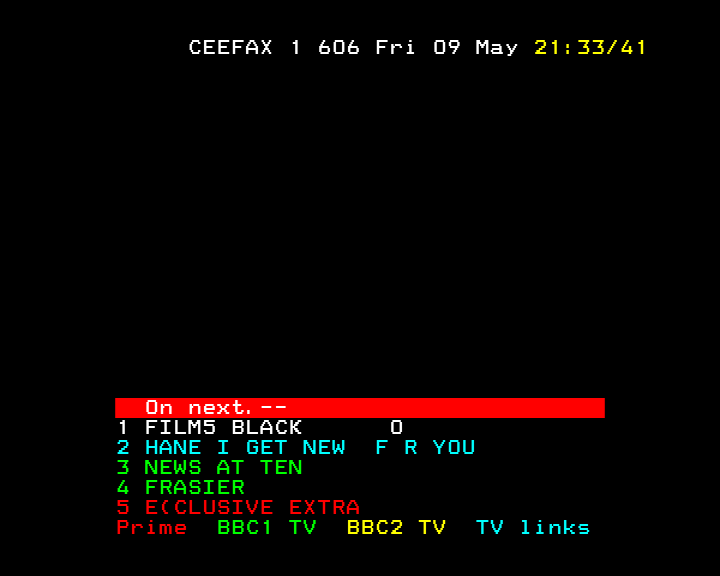 CEEFAX 1 606 Fri 09 May 21:33/41
On next.--
1 FILM5 BLACK O
2 HANE I GET NEW F R YOU
3 NEWS AT TEN
4 FRASIER
5 E(CLUSIVE EXTRA
Prime BBC1 TV BBC2 TV TV links